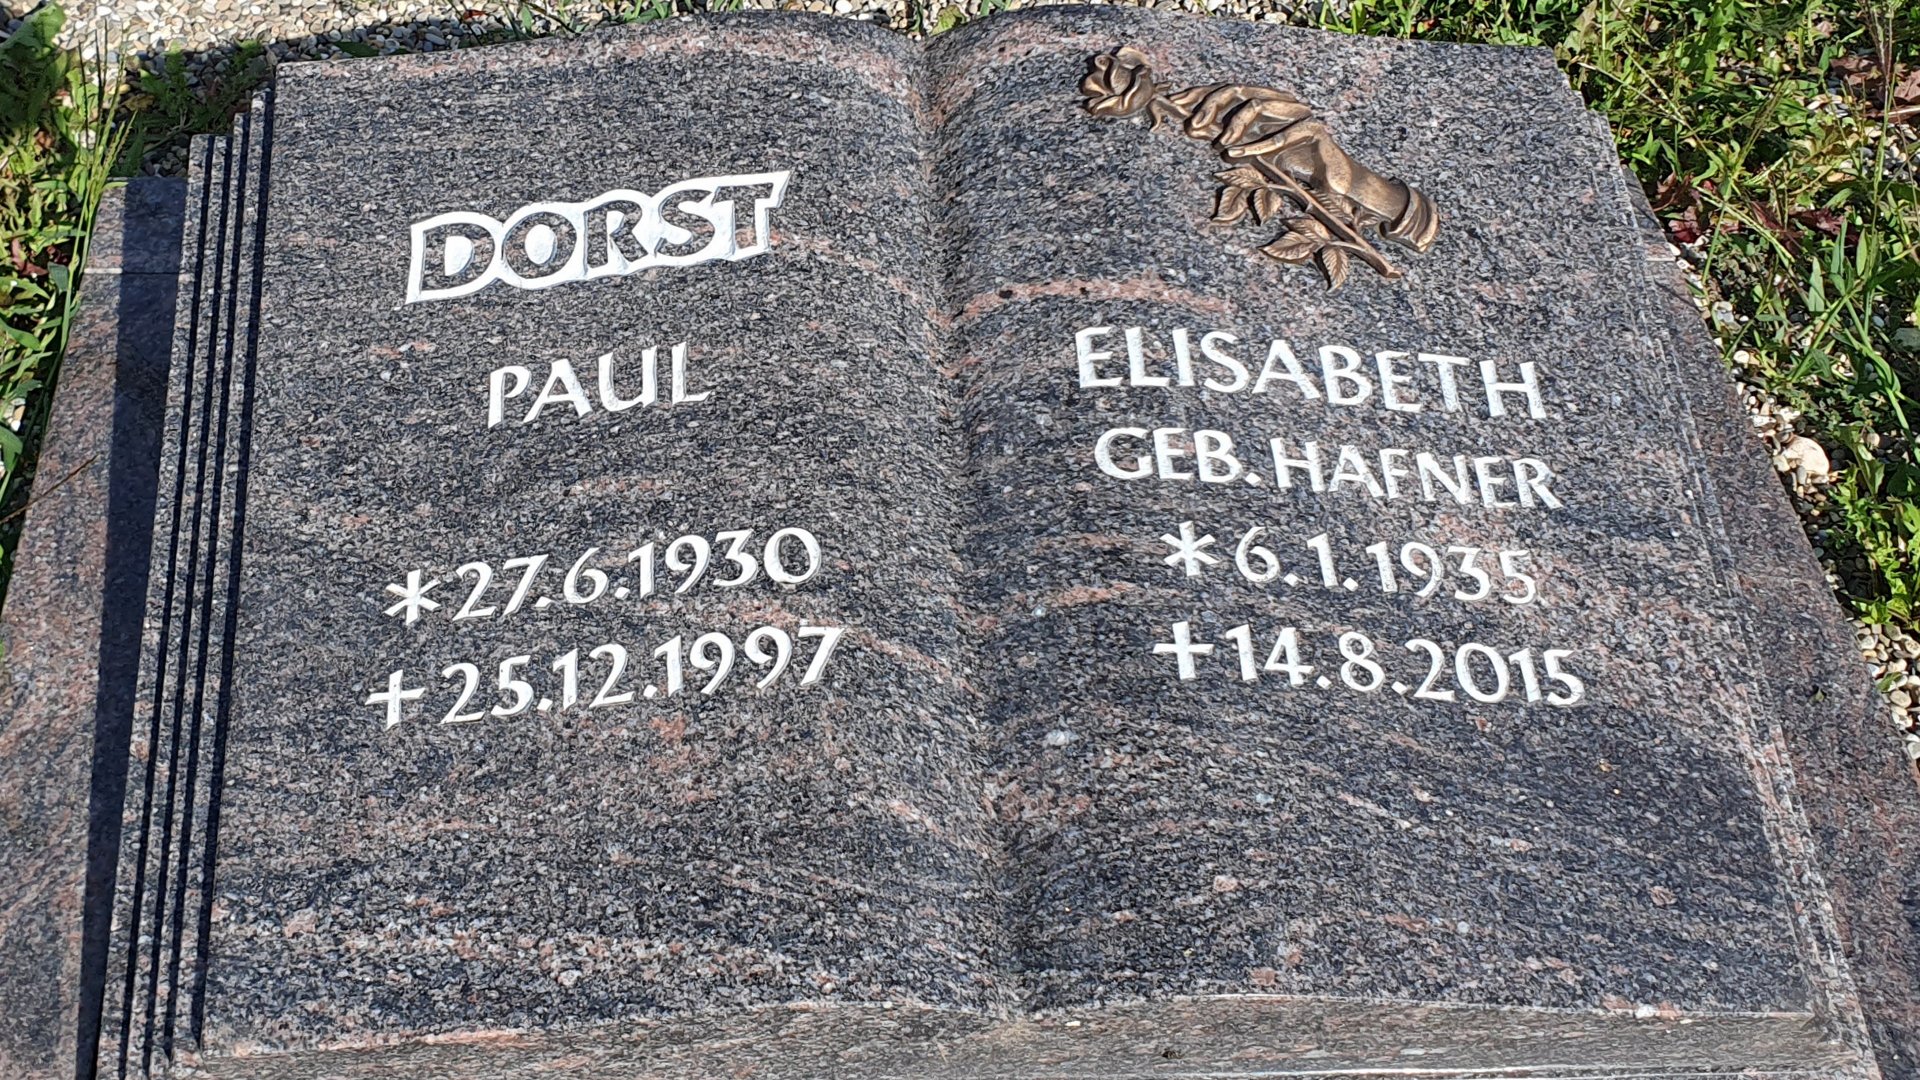 DORST
PAUL
*27.6.1930
+25.12.1997
ELISABETH
GEB. HAFNER
*6.1.1935
+14.8.2015